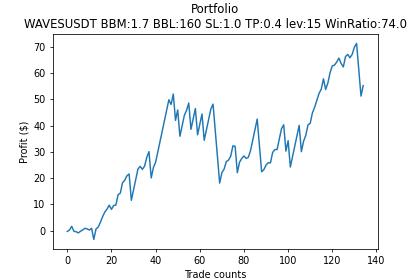 Portfolio
WAVESUSDT BBM:1.7 BBL:160 SL:1.0 TP:0.4 lev:15 WinRatio:74.0
70
60
50
40
30
20
10
0
Profit ($)
0 20 40 60 80 100 120 140
Trade counts